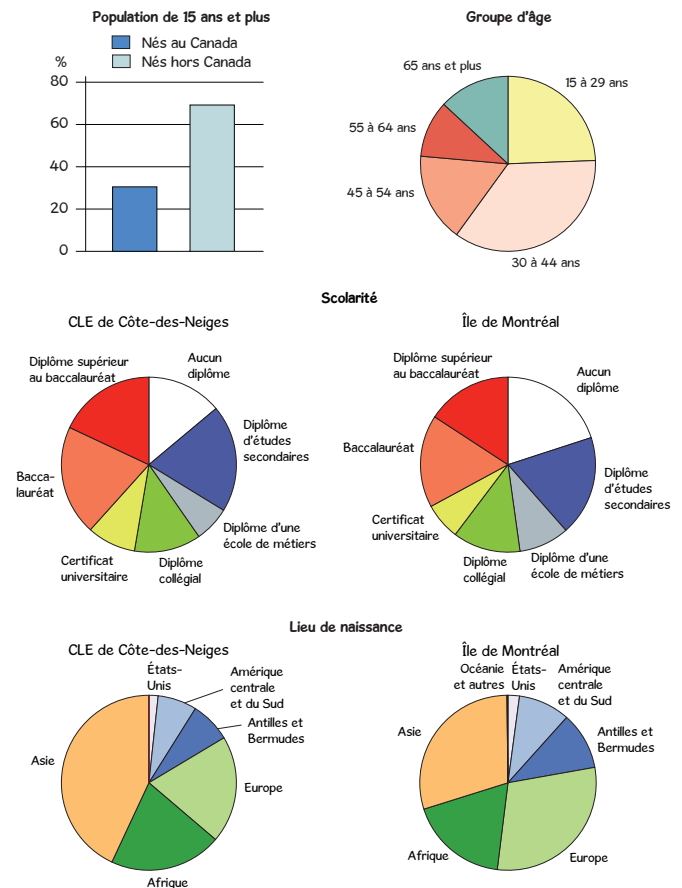 Population de 15 ans et plus
Nés au Canada
Nés hors Canada
%
80
60
40
20
0
Groupe d'âge
65 ans et plus
15 à 29 ans
55 à 64 ans
45 à 54 ans
30 à 44 ans
Scolarité
CLE de Côte-des-Neiges
Diplôme supérieur
au baccalauréat
Aucun
diplôme
Diplôme
d'études
secondaires
Bacca-
lauréat
Diplôme d'une
école de métiers
Certificat
universitaire
Diplôme
collégial
Île de Montréal
Diplôme supérieur
au baccalauréat
Aucun
diplôme
Baccalauréat
Diplôme
d'études
secondaires
Certificat
universitaire
Diplôme
collégial
Diplôme d'une
école de métiers
Lieu de naissance
CLE de Côte-des-Neiges
États-
Unis
Amérique
centrale
et du Sud
Antilles et
Bermudes
Asie
Europe
Afrique
Île de Montréal
Océanie
et autres
États-
Unis
Amérique
centrale
et du Sud
Antilles et
Bermudes
Asie
Afrique
Europe